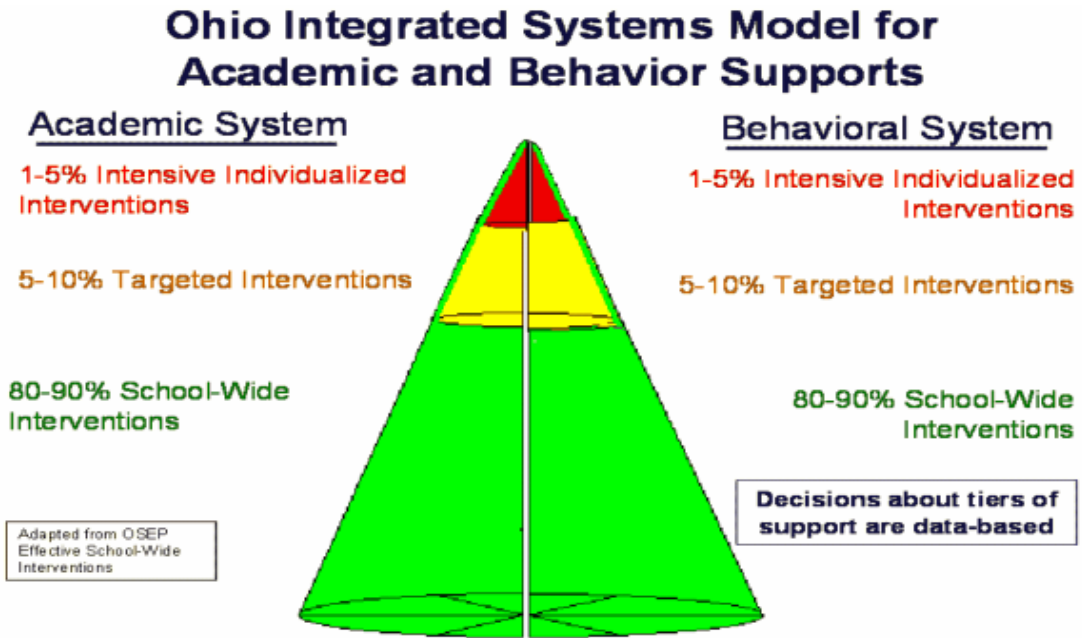 Ohio Integrated Systems Model for
Academic and Behavior Supports
Academic System
1-5% Intensive Individualized
Interventions
5-10% Targeted Interventions
80-90% School-Wide
Interventions
Adapted from OSEP
Effective School-Wide
Interventions
Behavioral System
1-5% Intensive Individualized
Interventions
5-10% Targeted Interventions
80-90% School-Wide
Interventions
Decisions about tiers of
support are data-based